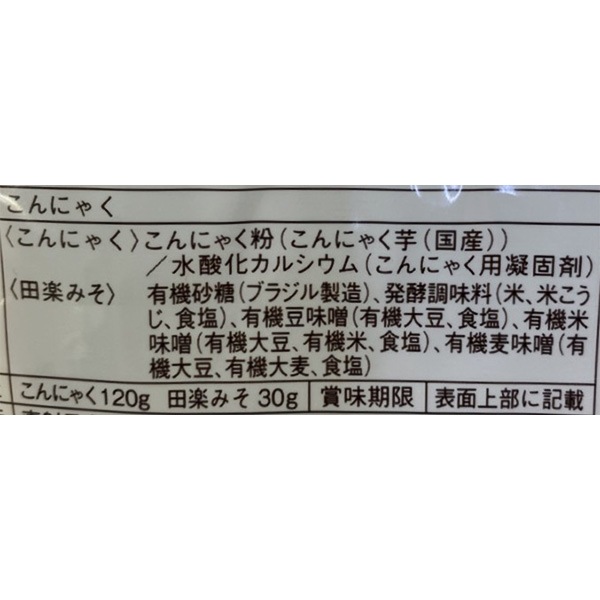 こんにゃく
〈こんにゃく〉こんにゃく粉(こんにゃく芋(国産))
／水酸化カルシウム(こんにゃく用凝固剤)
〈田楽みそ〉 有機砂糖(ブラジル製造)、発酵調味料(米、米こう
じ、食塩)、有機豆味噌(有機大豆、食塩)、有機米
味噌(有機大豆、有機米、食塩)、有機麦味噌(有
機大豆、有機大麦、食塩)
こんにゃく120g 田楽みそ30g 賞味期限 表面上部に記載